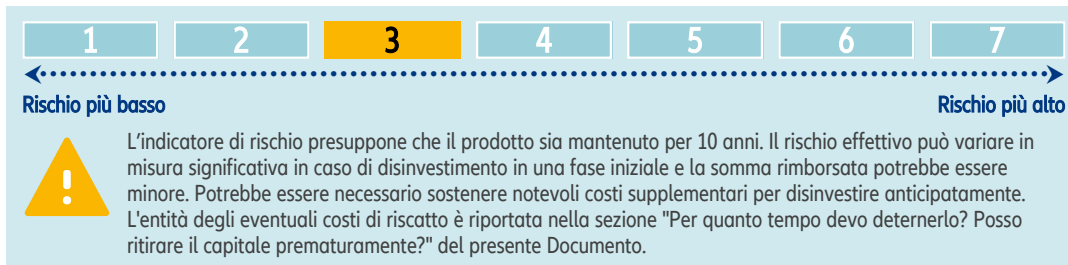 1 2 3 4 5 6 7
Rischio più basso Rischio più alto
L'indicatore di rischio presuppone che il prodotto sia mantenuto per 10 anni. Il rischio effettivo può variare in
misura significativa in caso di disinvestimento in una fase iniziale e la somma rimborsata potrebbe essere
minore. Potrebbe essere necessario sostenere notevoli costi supplementari per disinvestire anticipatamente.
L'entità degli eventuali costi di riscatto è riportata nella sezione "Per quanto tempo devo deternerlo? Posso
ritirare il capitale prematuramente?" del presente Documento.